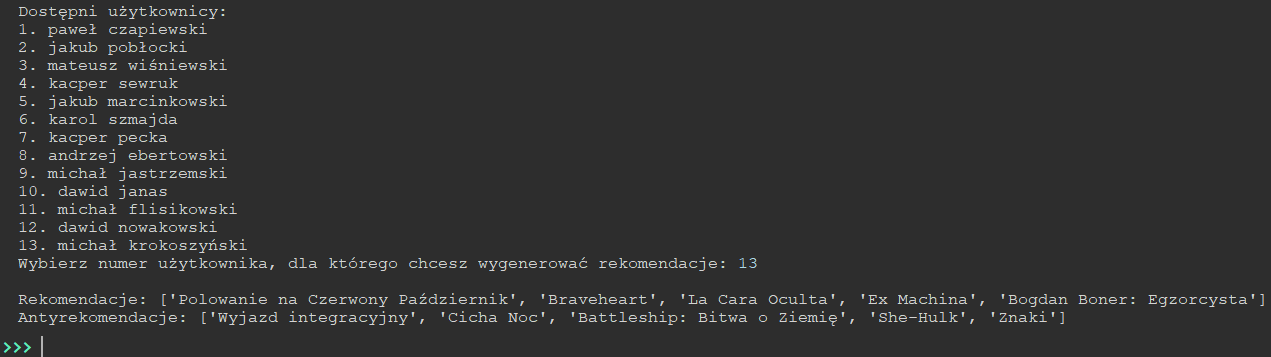 Dostępni użytkownicy:
1. paweł czapiewski
2. jakub pobłocki
3. mateusz wiśniewski
4. kacper sewruk
5. jakub marcinkowski
6. karol szmajda
7. kacper pecka
8. andrzej ebertowski
9. michał jastrzemski
10. dawid janas
11. michał flisikowski
12. dawid nowakowski
13. michał krokoszyński
Wybierz numer użytkownika, dla którego chcesz wygenerować rekomendacje: 13
Rekomendacje: ['Polowanie na Czerwony Październik', 'Braveheart', 'La Cara Oculta', 'Ex Machina', 'Bogdan Boner: Egzorcysta']
Antyrekomendacje: ['Wyjazd integracyjny', 'Cicha Noc', 'Battleship: Bitwa o Ziemię', 'She-Hulk', 'Znaki']
>>>